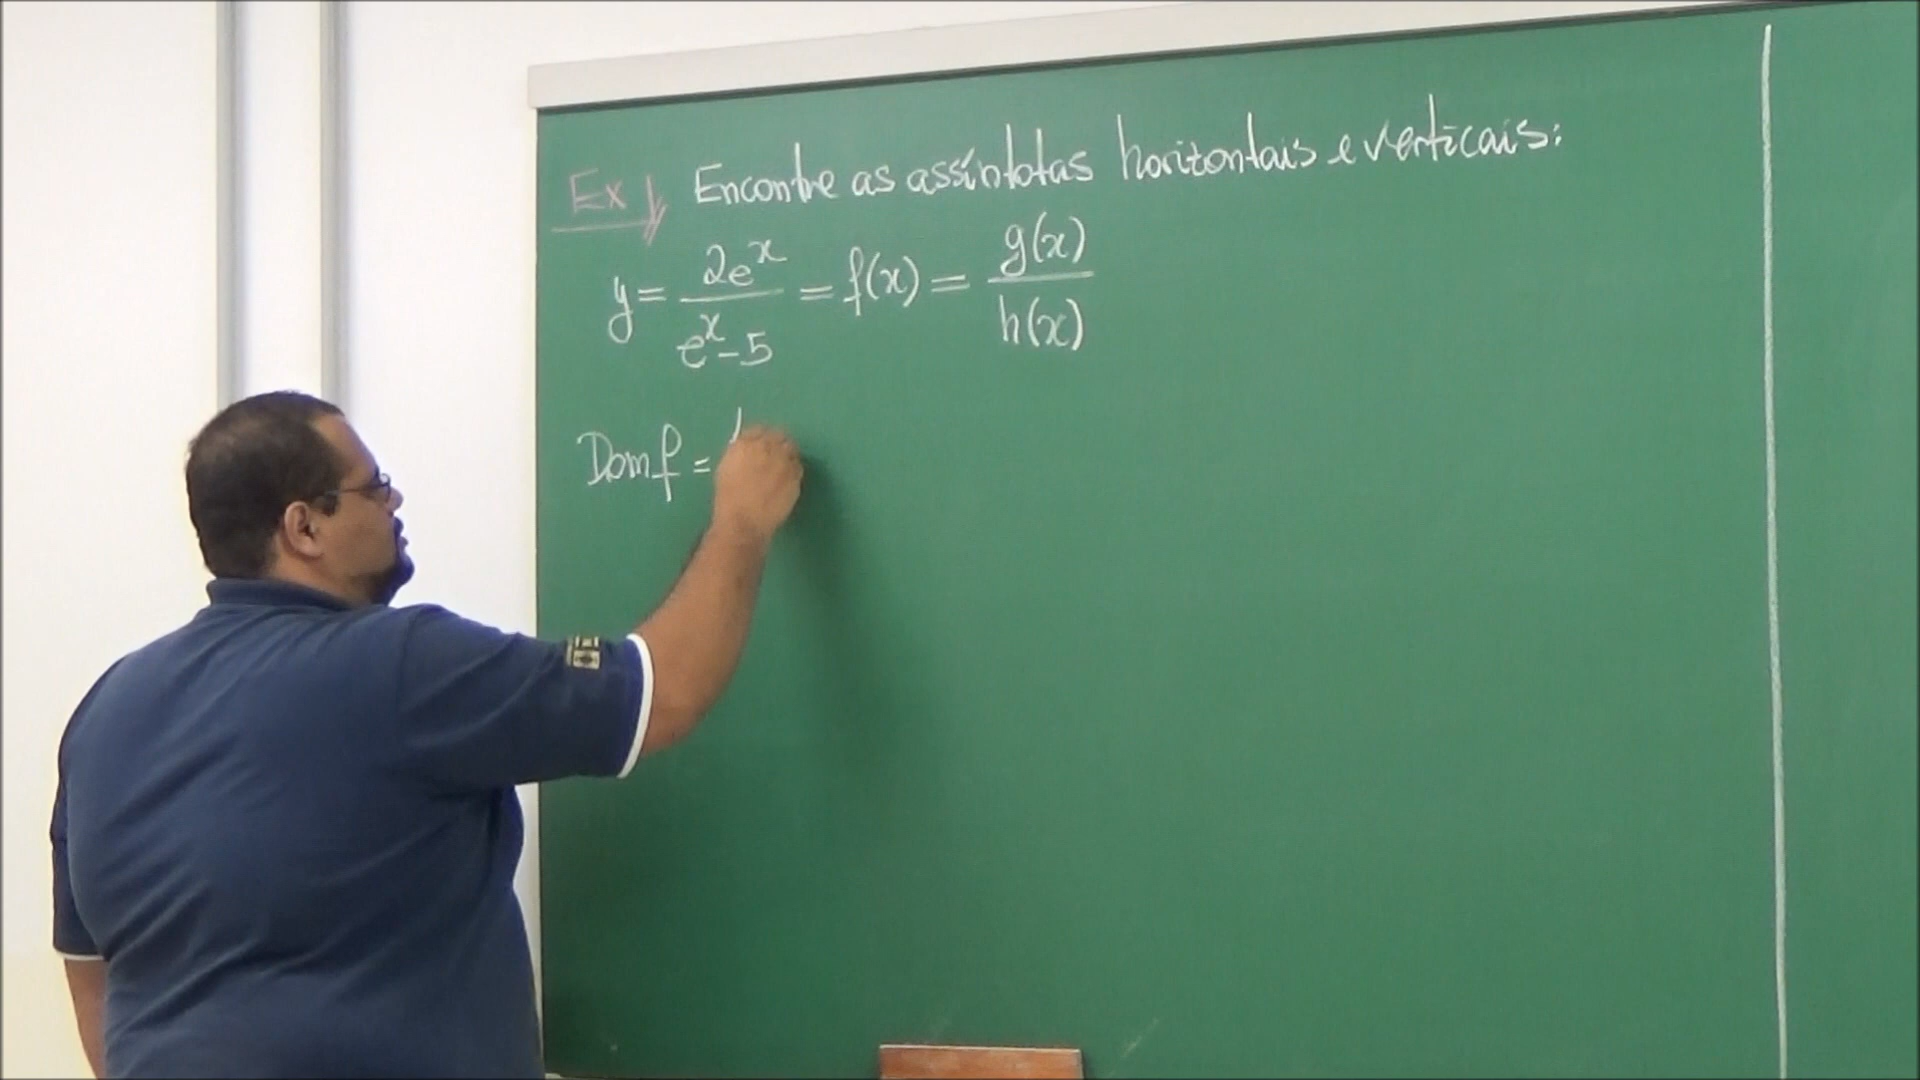 Ex Encontre as assíntotas horizontais e verticais:
y = 2e^x / e^x - 5 = f(x) = g(x) / h(x)
Dom f =